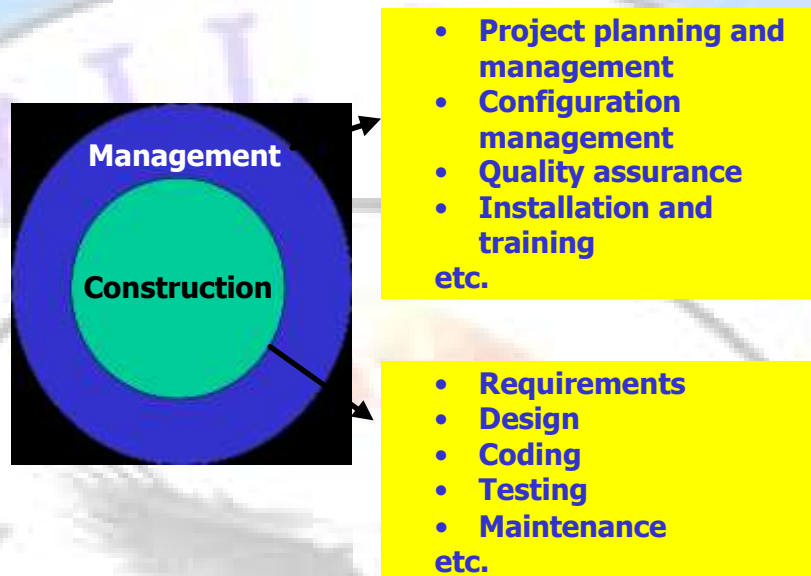 Management
Construction
• Project planning and
management
• Configuration
management
• Quality assurance
• Installation and
training
etc.
• Requirements
• Design
• Coding
• Testing
• Maintenance
etc.